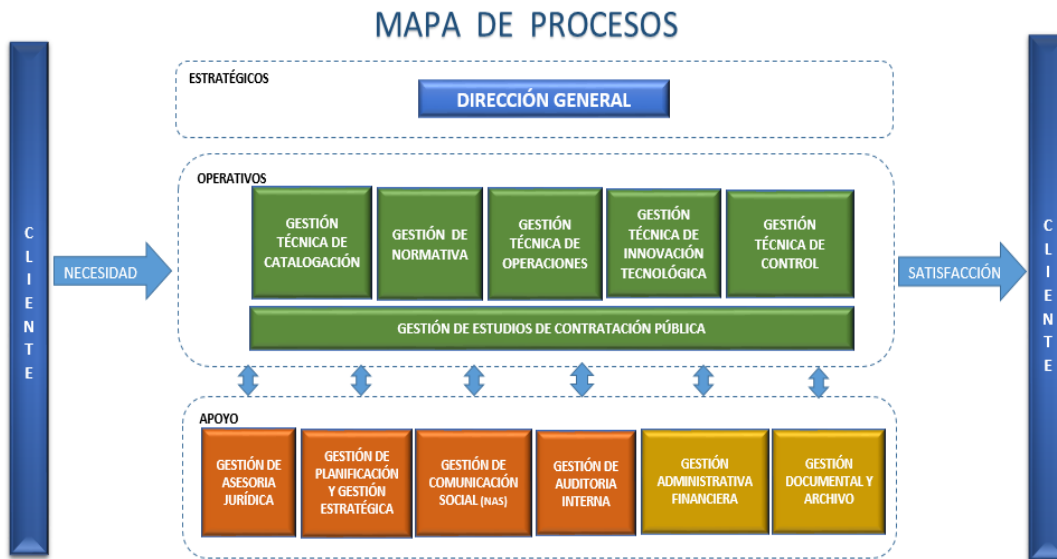 MAPA DE PROCESOS
CLIENTE
NECESIDAD
ESTRATÉGICOS
DIRECCIÓN GENERAL
OPERATIVOS
GESTIÓN
TÉCNICA DE
CATALOGACIÓN
GESTIÓN DE
NORMATIVA
GESTIÓN
TÉCNICA DE
OPERACIONES
GESTIÓN
TÉCNICA DE
INNOVACIÓN
TECNOLÓGICA
GESTIÓN
TÉCNICA DE
CONTROL
GESTIÓN DE ESTUDIOS DE CONTRATACIÓN PÚBLICA
APOYO
GESTIÓN DE
ASESORIA
JURÍDICA
GESTIÓN DE
PLANIFICACIÓN
Y GESTIÓN
ESTRATÉGICA
GESTIÓN DE
COMUNICACIÓN
SOCIAL (NAS)
GESTIÓN DE
AUDITORIA
INTERNA
GESTIÓN
ADMINISTRATIVA
FINANCIERA
GESTIÓN
DOCUMENTAL Y
ARCHIVO
SATISFACCIÓN
CLIENTE